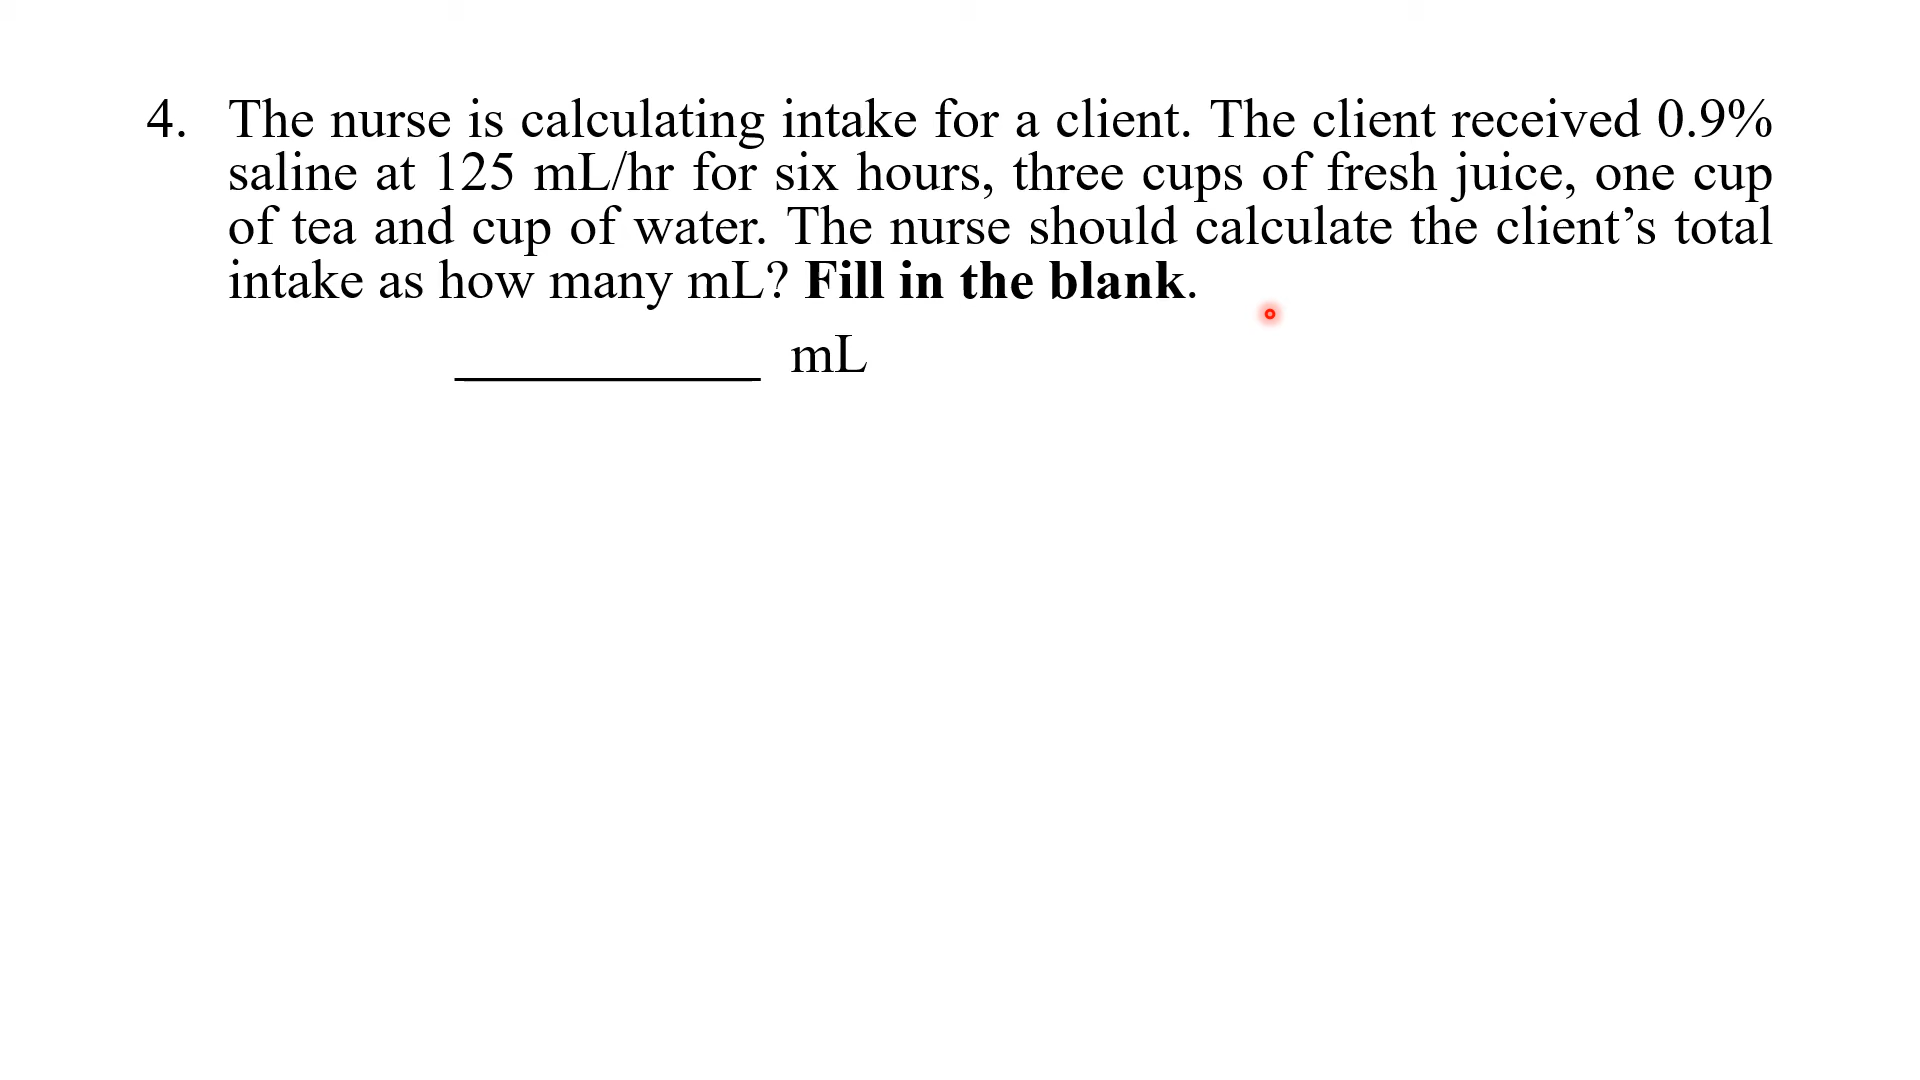 4. The nurse is calculating intake for a client. The client received 0.9%
saline at 125 mL/hr for six hours, three cups of fresh juice, one cup
of tea and cup of water. The nurse should calculate the client’s total
intake as how many mL? Fill in the blank.
___________ mL